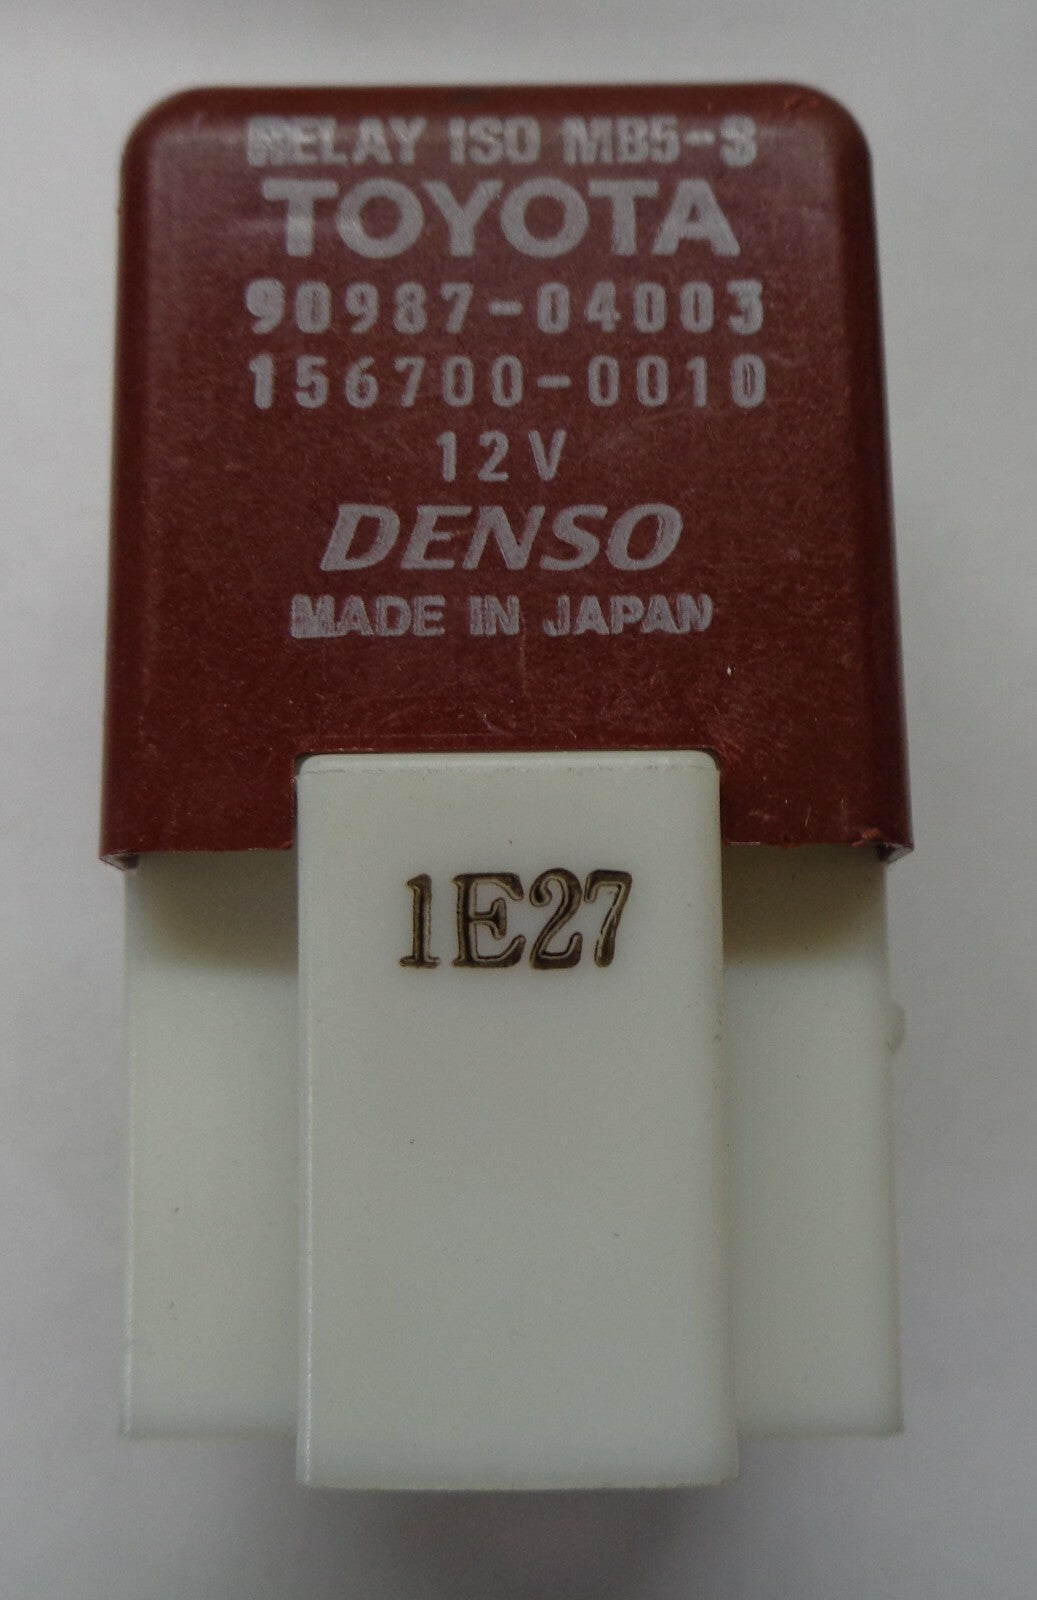 RELAY ISO MB5-S
TOYOTA
90987-04003
156700-0010
12V
DENSO
MADE IN JAPAN
1E27